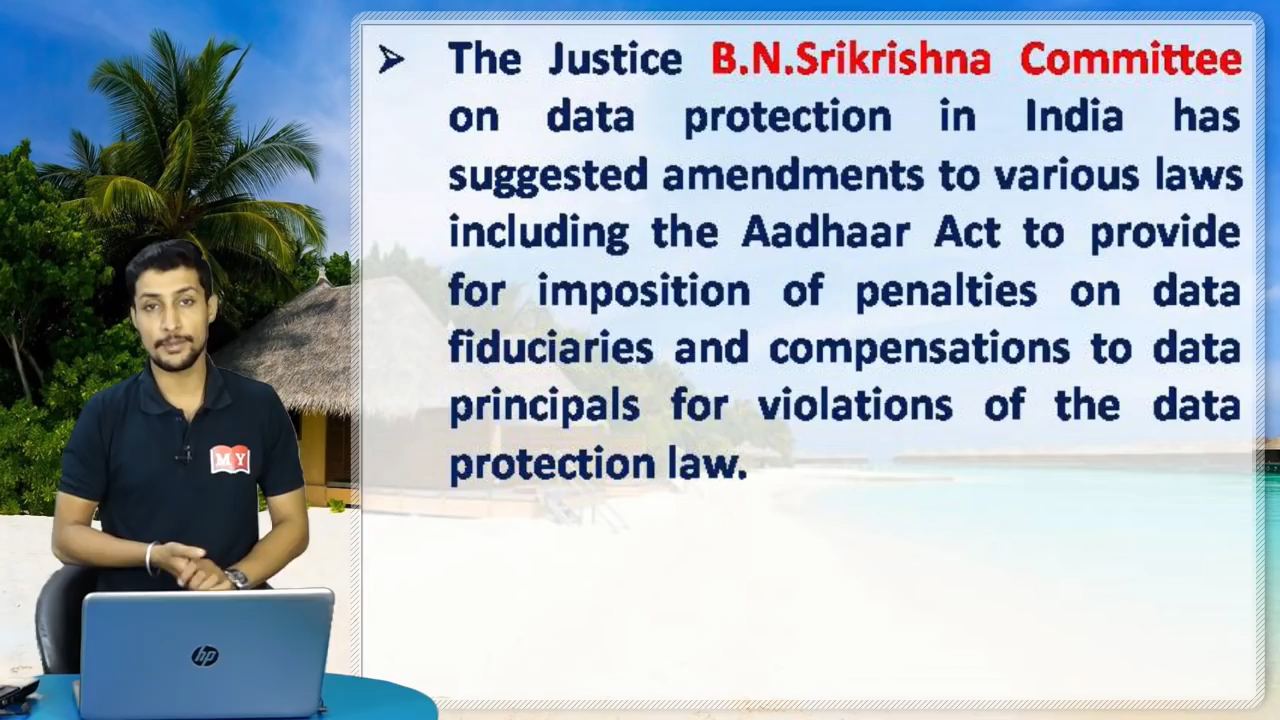 ➢ The Justice B.N.Srikrishna Committee
on data protection in India has
suggested amendments to various laws
including the Aadhaar Act to provide
for imposition of penalties on data
fiduciaries and compensations to data
principals for violations of the data
protection law.
MY
hp